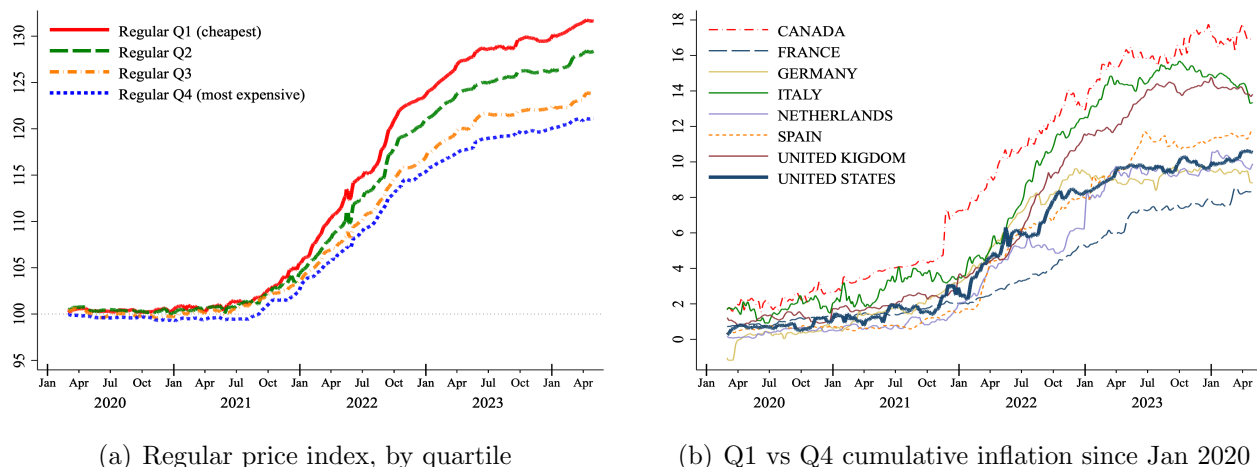 130
125
120
115
110
105
100
95
Regular Q1 (cheapest)
Regular Q2
Regular Q3
Regular Q4 (most expensive)
Jan Apr Jul Oct Jan Apr Jul Oct Jan Apr Jul Oct Jan Apr Jul Oct Jan Apr
2020 2021 2022 2023
(a) Regular price index, by quartile
18
16
14
12
10
8
6
4
2
0
CANADA
FRANCE
GERMANY
ITALY
NETHERLANDS
SPAIN
UNITED KIGDOM
UNITED STATES
Jan Apr Jul Oct Jan Apr Jul Oct Jan Apr Jul Oct Jan Apr Jul Oct Jan Apr
2020 2021 2022 2023
(b) Q1 vs Q4 cumulative inflation since Jan 2020